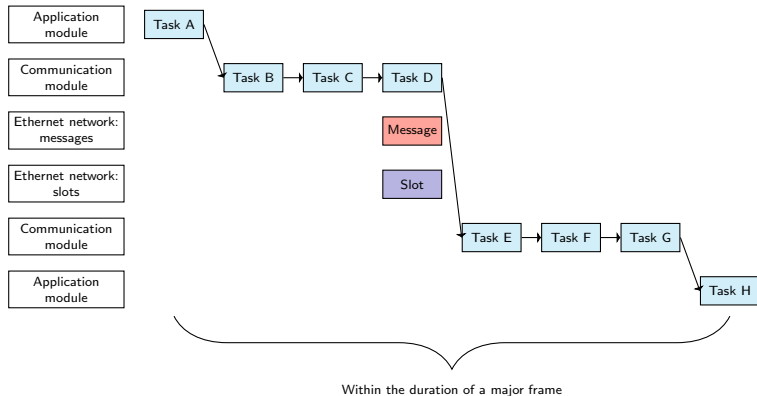 Application
module
Task A
Communication
module
Task B
Task C
Task D
Ethernet network:
messages
Message
Ethernet network:
slots
Slot
Communication
module
Task E
Task F
Task G
Application
module
Task H
Within the duration of a major frame